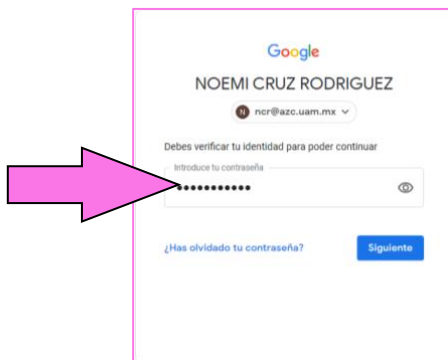 Google
NOEMI CRUZ RODRIGUEZ
N ncr@azc.uam.mx
Debes verificar tu identidad para poder continuar
Introduce tu contraseña
•••••••••••
¿Has olvidado tu contraseña? Siguiente